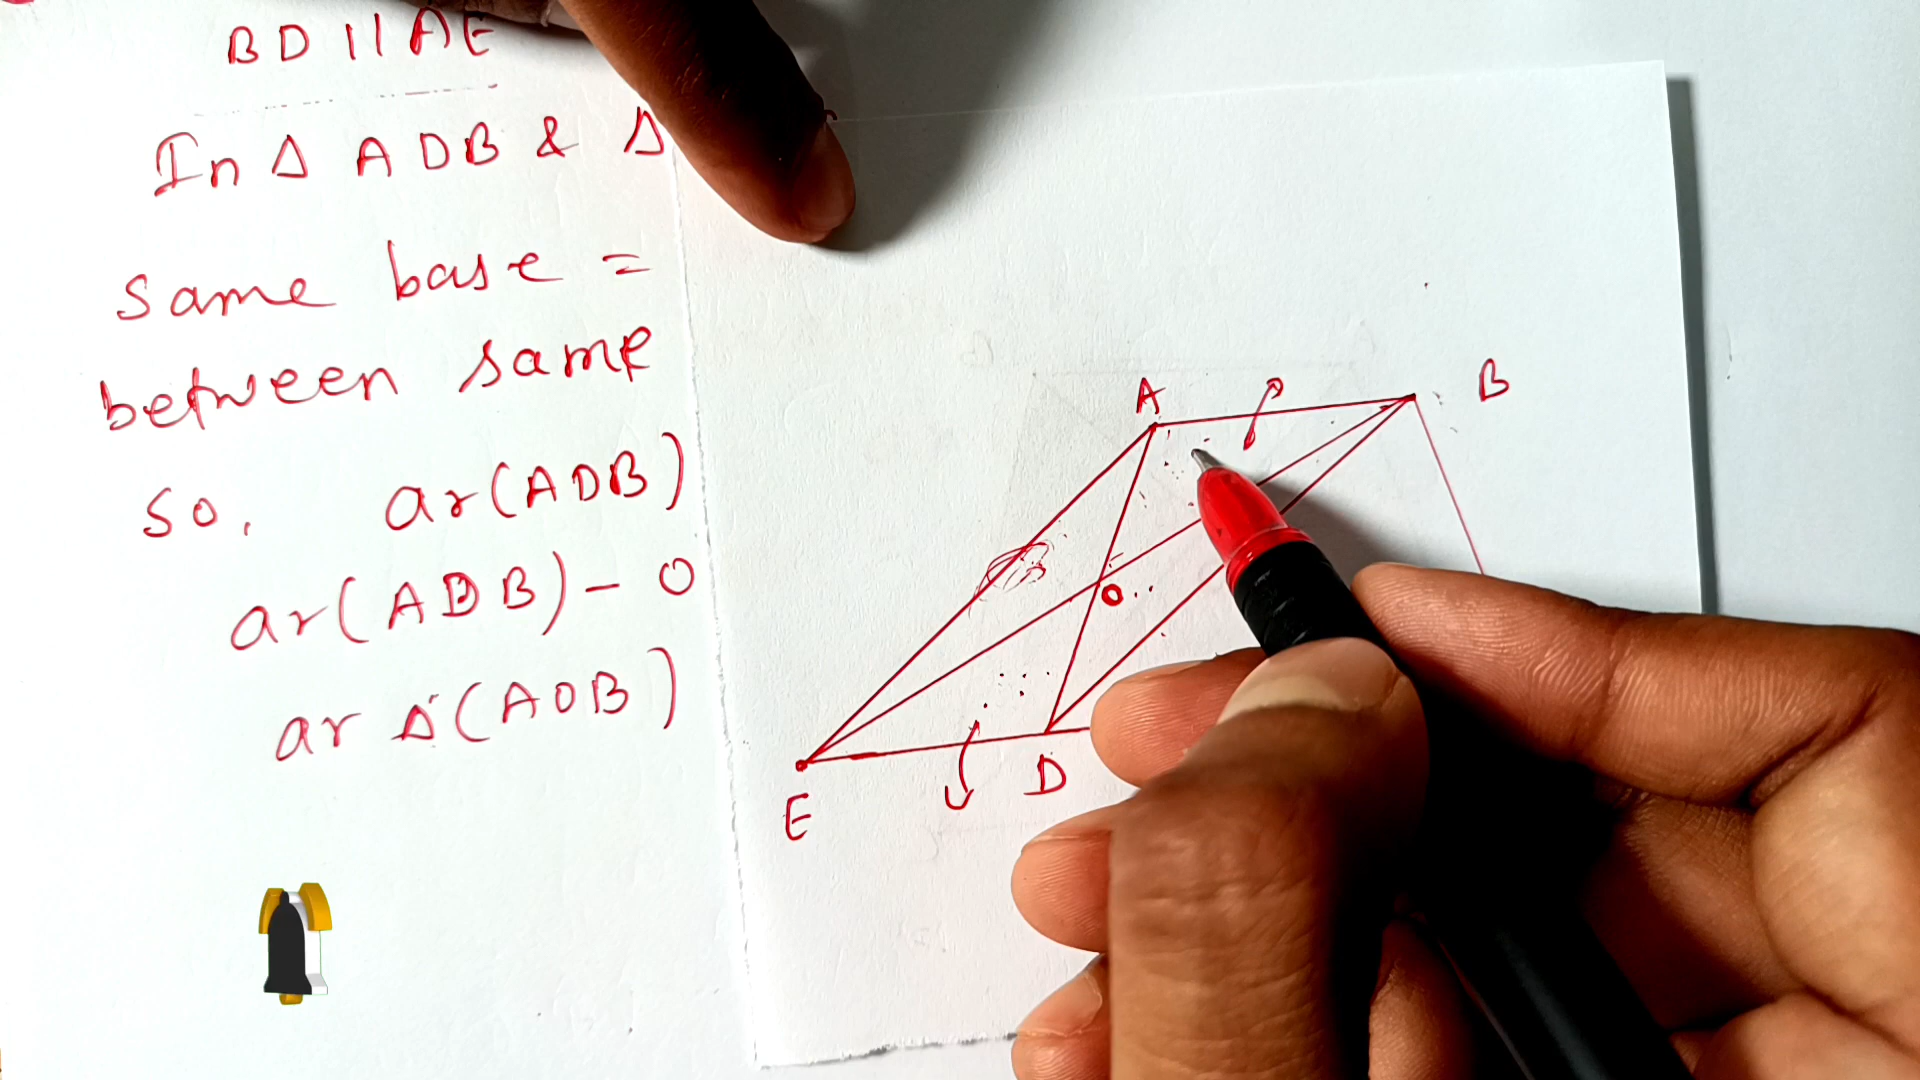 BD || AE
In Δ ADB & Δ
Same base =
between same
So, ar(ADB)
ar(ADB) - O
ar Δ(AOB)
A
B
O
D
E